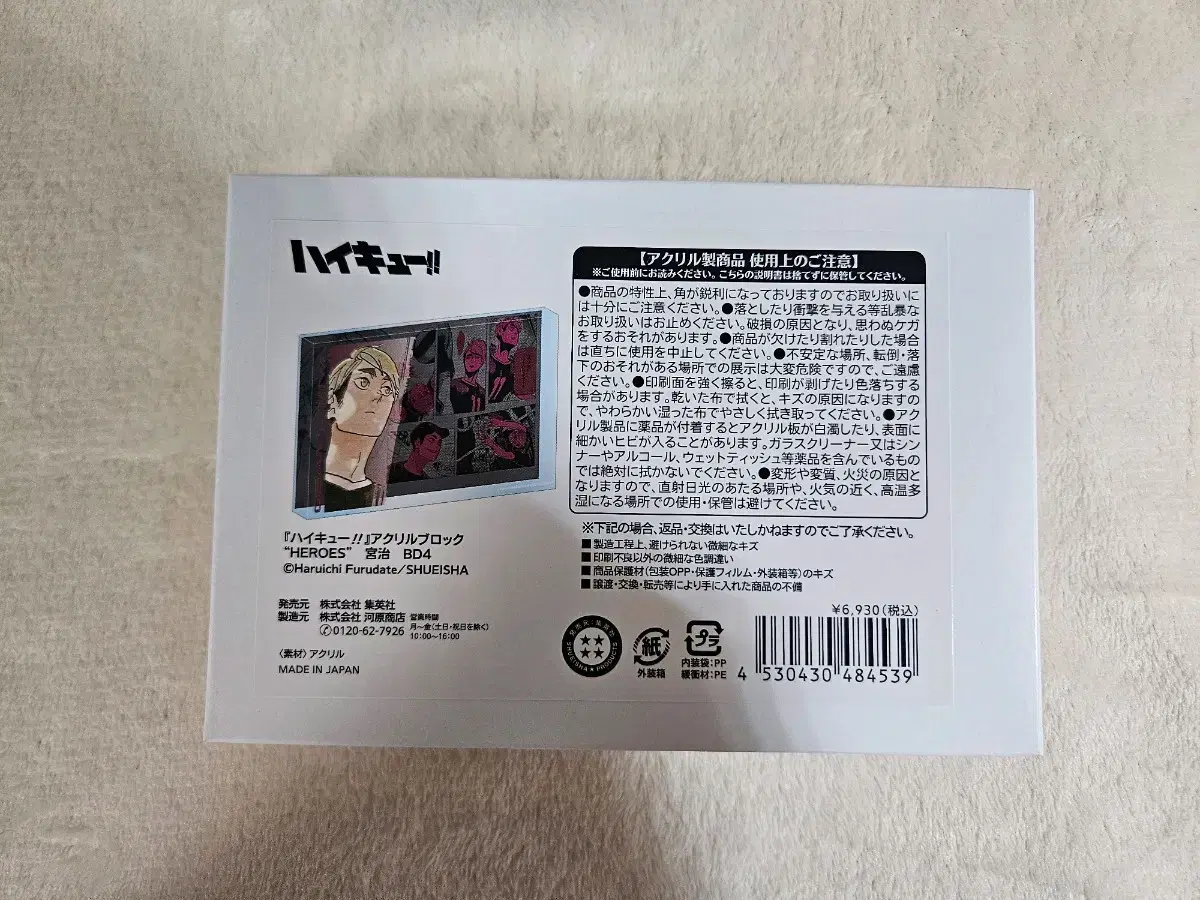 ハイキュー!!
『ハイキュー!!』アクリルブロック
"HEROES" 宮治 BD4
©Haruichi Furudate/SHUEISHA
発売元 株式会社 集英社
製造元 株式会社 河原商店 営業時間
0120-62-7926 月〜金(土日・祝日を除く)
10:00〜16:00
〈素材〉アクリル
MADE IN JAPAN
【アクリル製商品 使用上のご注意】
※ご使用前にお読みください。こちらの説明書は捨てずに保管してください。
●商品の特性上、角が鋭利になっておりますのでお取り扱いに
は十分にご注意ください。●落としたり衝撃を与える等乱暴な
お取り扱いはお止めください。破損の原因となり、思わぬケガ
をするおそれがあります。●商品が欠けたり割れたりした場合
は直ちに使用を中止してください。●不安定な場所、転倒・落
下のおそれがある場所での展示は大変危険ですので、ご遠慮
ください。●印刷面を強く擦ると、印刷が剥げたり色落ちする
場合があります。乾いた布で拭くと、キズの原因になりますの
で、やわらかい湿った布でやさしく拭き取ってください。●アク
リル製品に薬品が付着するとアクリル板が白濁したり、表面に
細かいヒビが入ることがあります。ガラスクリーナー又はシン
ナーやアルコール、ウェットティッシュ等薬品を含んでいるもの
では絶対に拭かないでください。●変形や変質、火災の原因と
なりますので、直射日光のあたる場所や、火気の近く、高温多
湿になる場所での使用・保管は避けてください。
※下記の場合、返品・交換はいたしかねますのでご了承ください。
■製造工程上、避けられない微細なキズ
■印刷不良以外の微細な色調違い
■商品保護材(包装OPP・保護フィルム・外装箱等)のキズ
■譲渡・交換・転売等により手に入れた商品の不備
¥6,930(税込)
発売元:集英社
SHUEISHA★PRODUCTS
紙
外装箱
プラ
内装袋:PP
緩衝材:PE
4 530430 484539